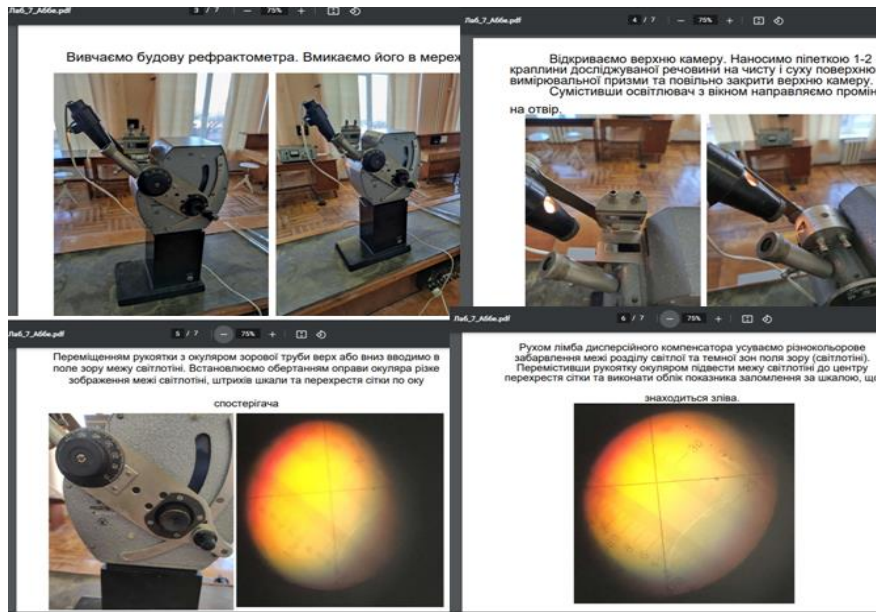 Лаб_7_Аббе.pdf
3 / 7
75%
Вивчаємо будову рефрактометра. Вмикаємо його в мереж
Лаб_7_Аббе.pdf
4 / 7
75%
Відкриваємо верхню камеру. Наносимо піпеткою 1-2
краплини досліджуваної речовини на чисту і суху поверхню
вимірювальної призми та повільно закрити верхню камеру.
Сумістивши освітлювач з вікном направляємо промін
на отвір.
Лаб_7_Аббе.pdf
5 / 7
75%
Переміщенням рукоятки з окуляром зорової труби верх або вниз вводимо в
поле зору межу світлотіні. Встановлюємо обертанням оправи окуляра різке
зображення межі світлотіні, штрихів шкали та перехрестя сітки по оку
спостерігача
Лаб_7_Аббе.pdf
6 / 7
75%
Рухом лімба дисперсійного компенсатора усуваємо різнокольорове
забарвлення межі розділу світлої та темної зон поля зору (світлотіні).
Перемістивши рукоятку окуляром підвести межу світлотіні до центру
перехрестя сітки та виконати облік показника заломлення за шкалою, що
знаходиться зліва.